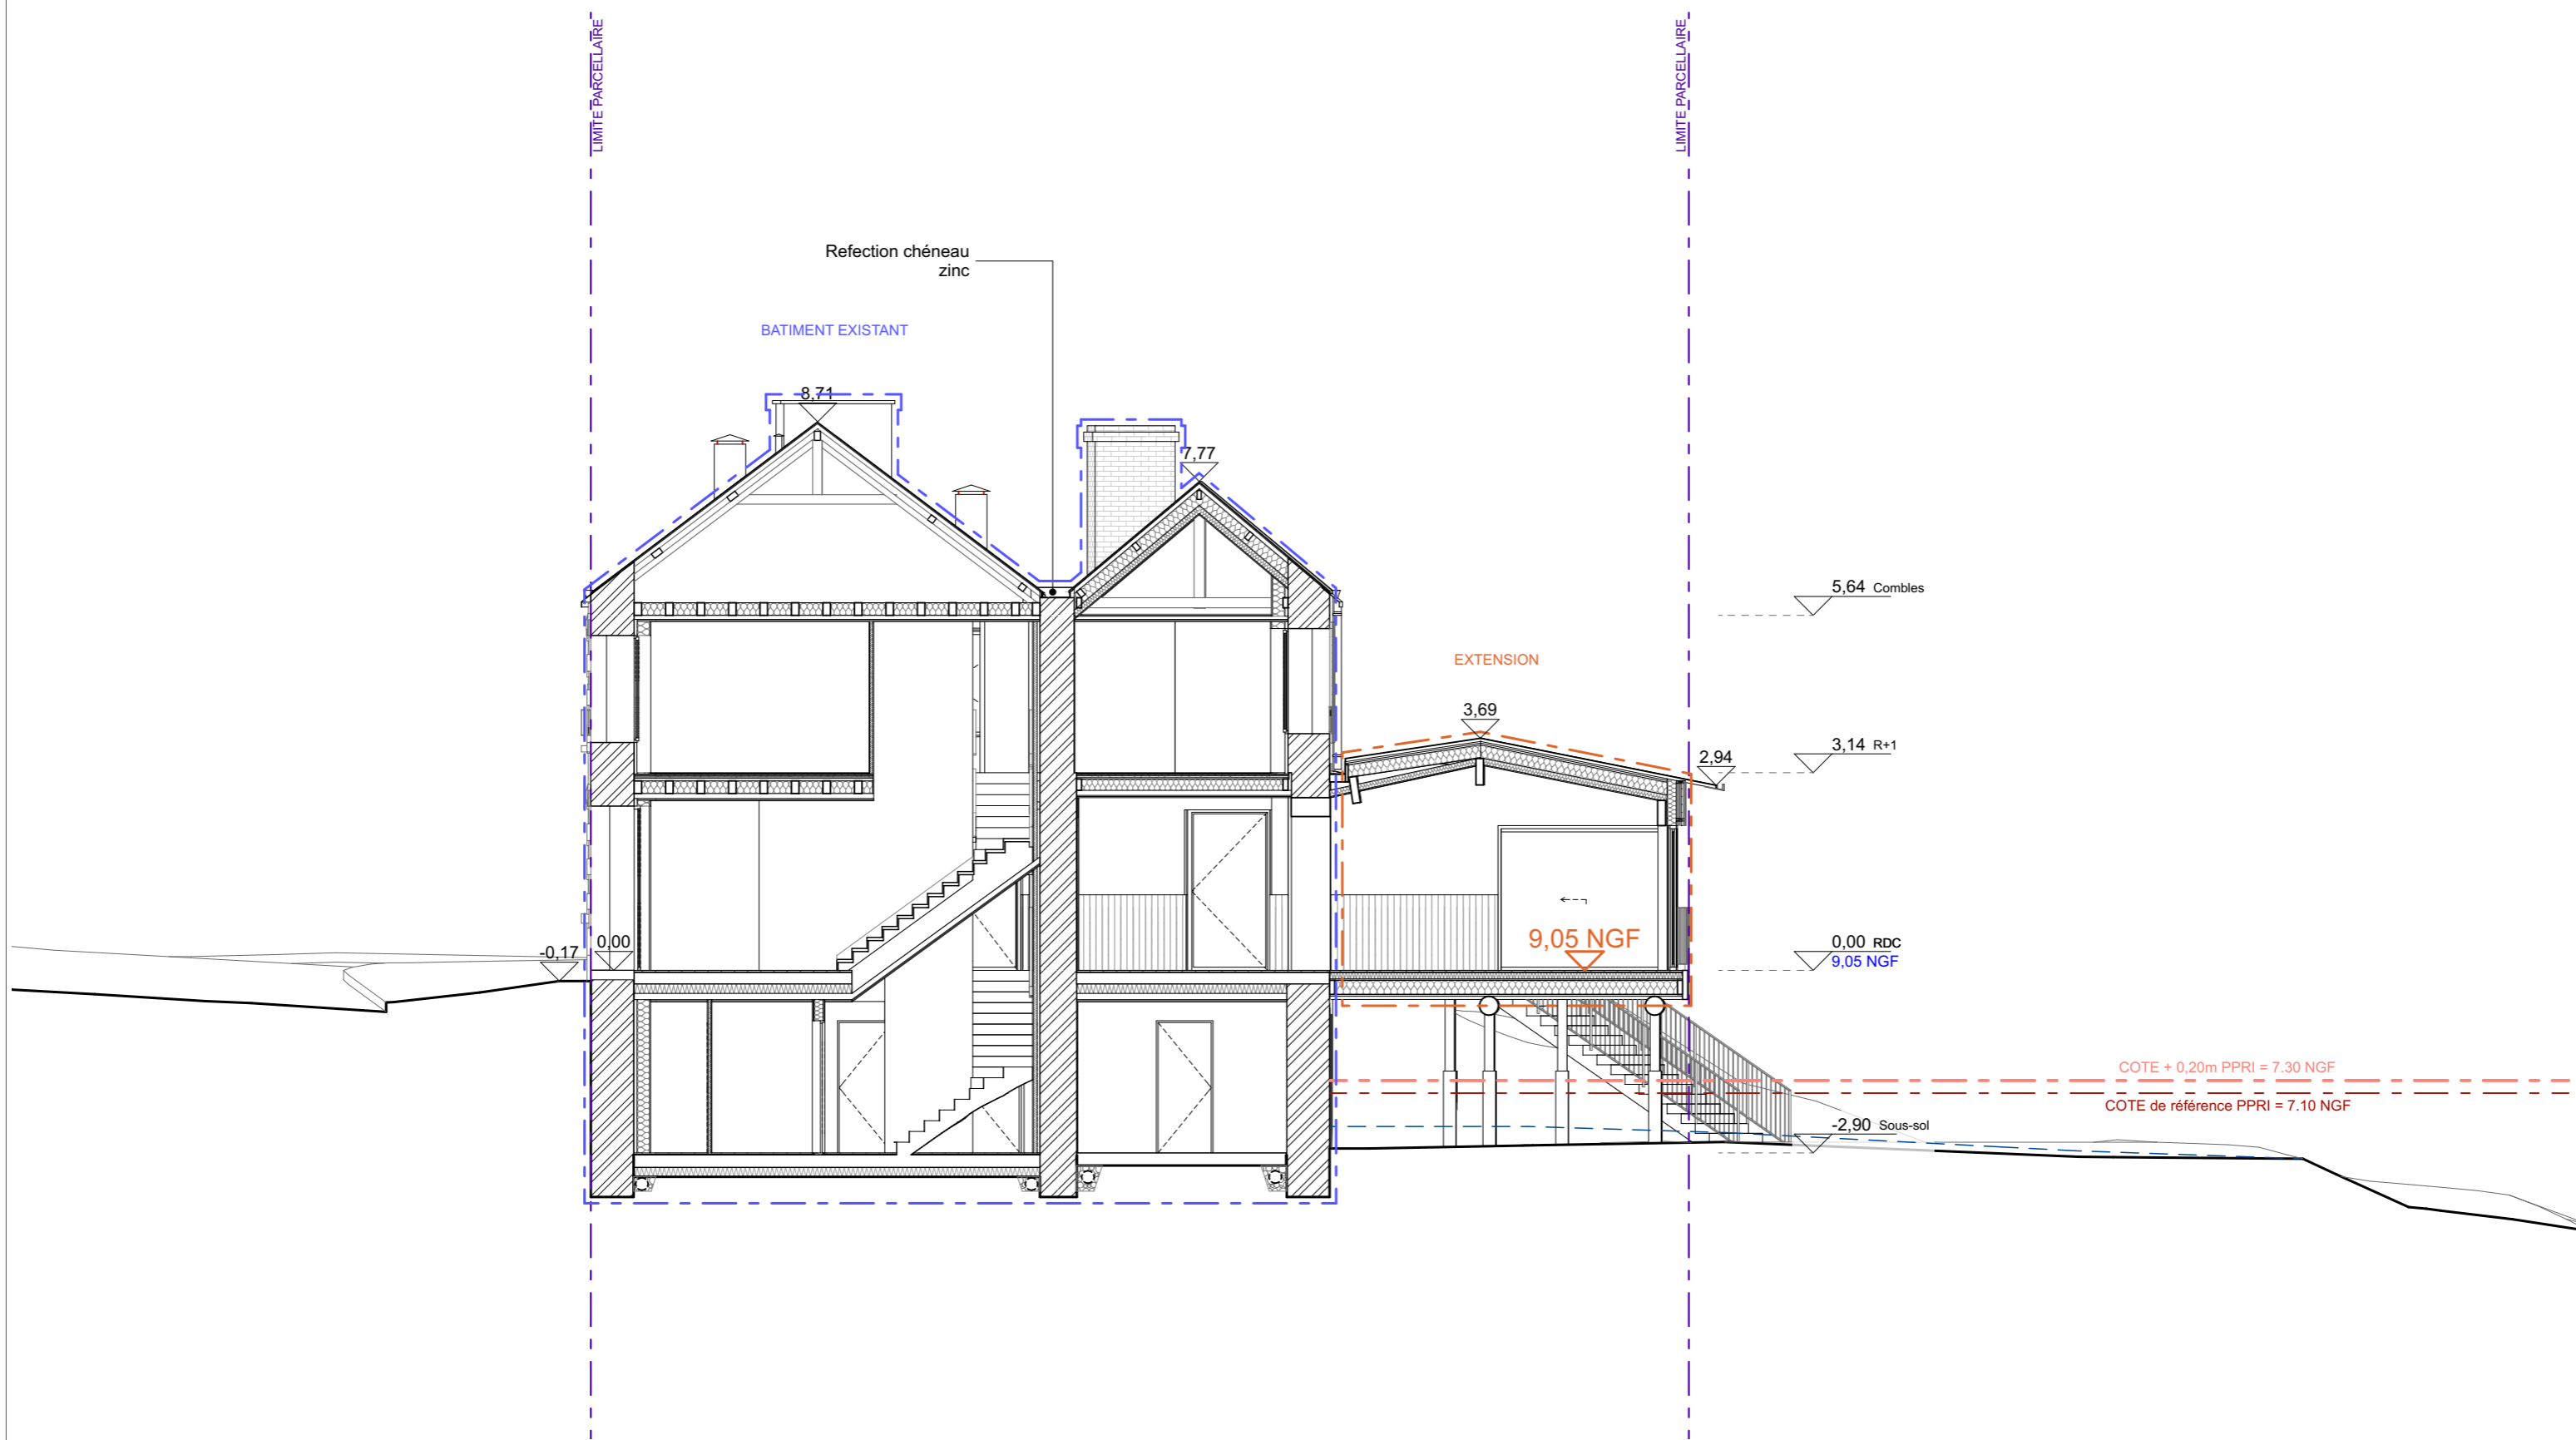 LIMITE PARCELLAIRE
LIMITE PARCELLAIRE
Refection chéneau
zinc
BATIMENT EXISTANT
8,71
7,77
5,64 Combles
EXTENSION
3,69
3,14 R+1
2,94
9,05 NGF
-0,17
0,00
0,00 RDC
9,05 NGF
COTE + 0,20m PPRI = 7.30 NGF
COTE de référence PPRI = 7.10 NGF
-2,90 Sous-sol